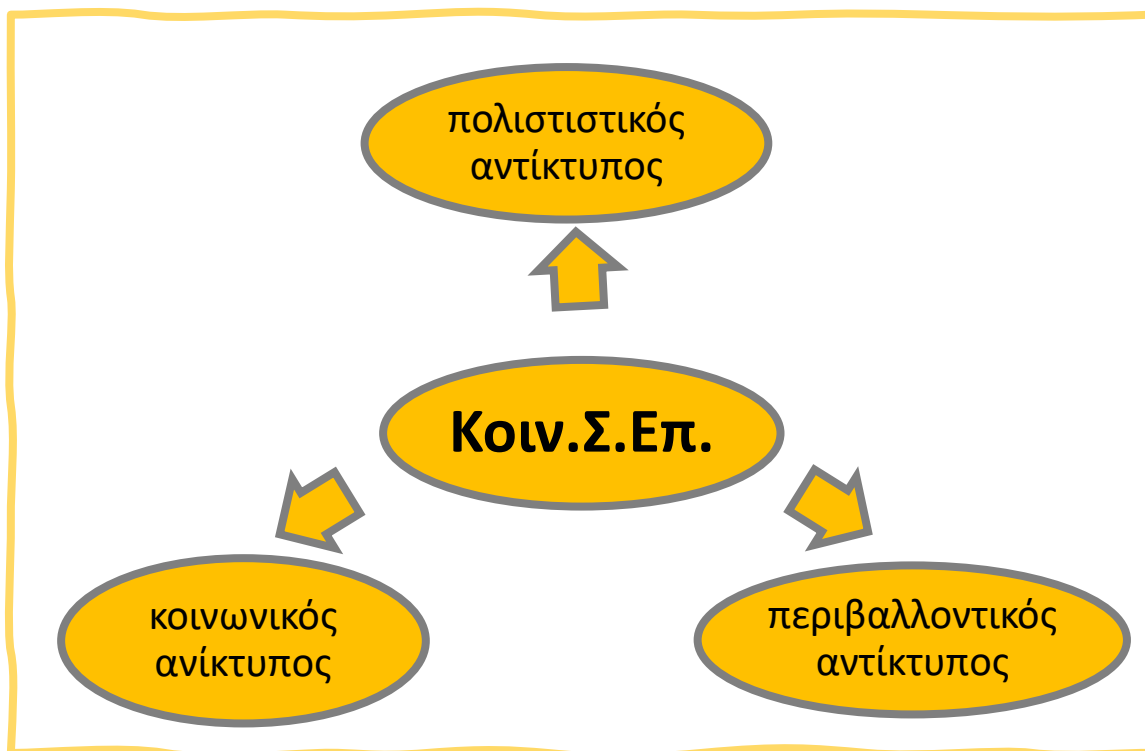 πολιστιστικός
αντίκτυπος
Κοιν.Σ.Επ.
κοινωνικός
ανίκτυπος
περιβαλλοντικός
αντίκτυπος